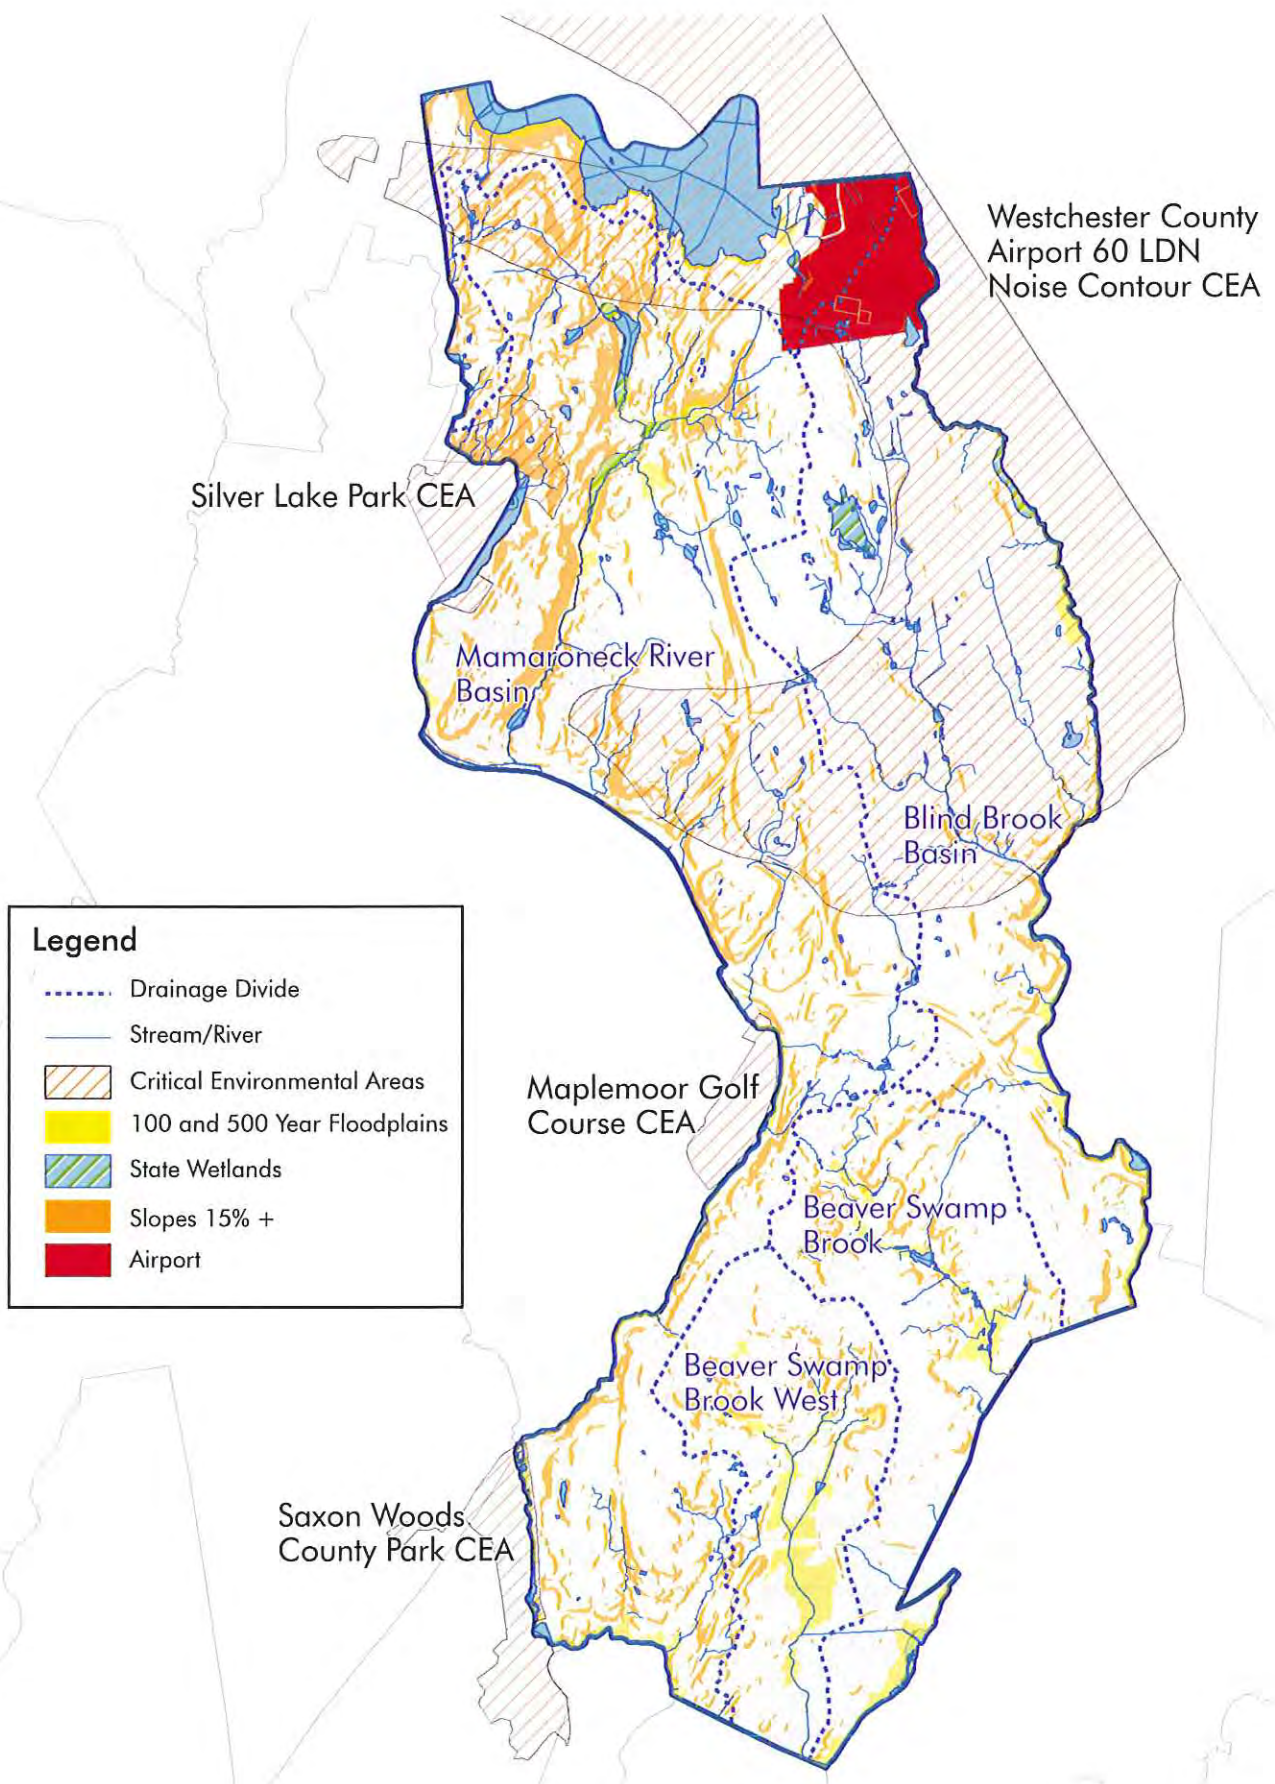 Westchester County
Airport 60 LDN
Noise Contour CEA
Silver Lake Park CEA
Mamaroneck River
Basin
Blind Brook
Basin
Legend
Drainage Divide
Stream/River
Critical Environmental Areas
100 and 500 Year Floodplains
State Wetlands
Slopes 15% +
Airport
Maplemoor Golf
Course CEA
Beaver Swamp
Brook
Beaver Swamp
Brook West
Saxon Woods
County Park CEA